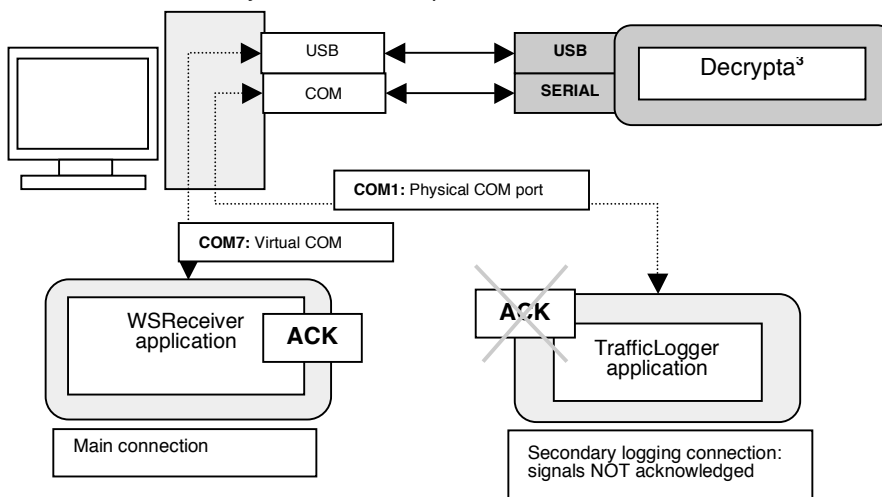 USB
USB
Decrypta³
COM
SERIAL
COM1: Physical COM port
COM7: Virtual COM
WSReceiver
application
ACK
ACK
TrafficLogger
application
Main connection
Secondary logging connection:
signals NOT acknowledged